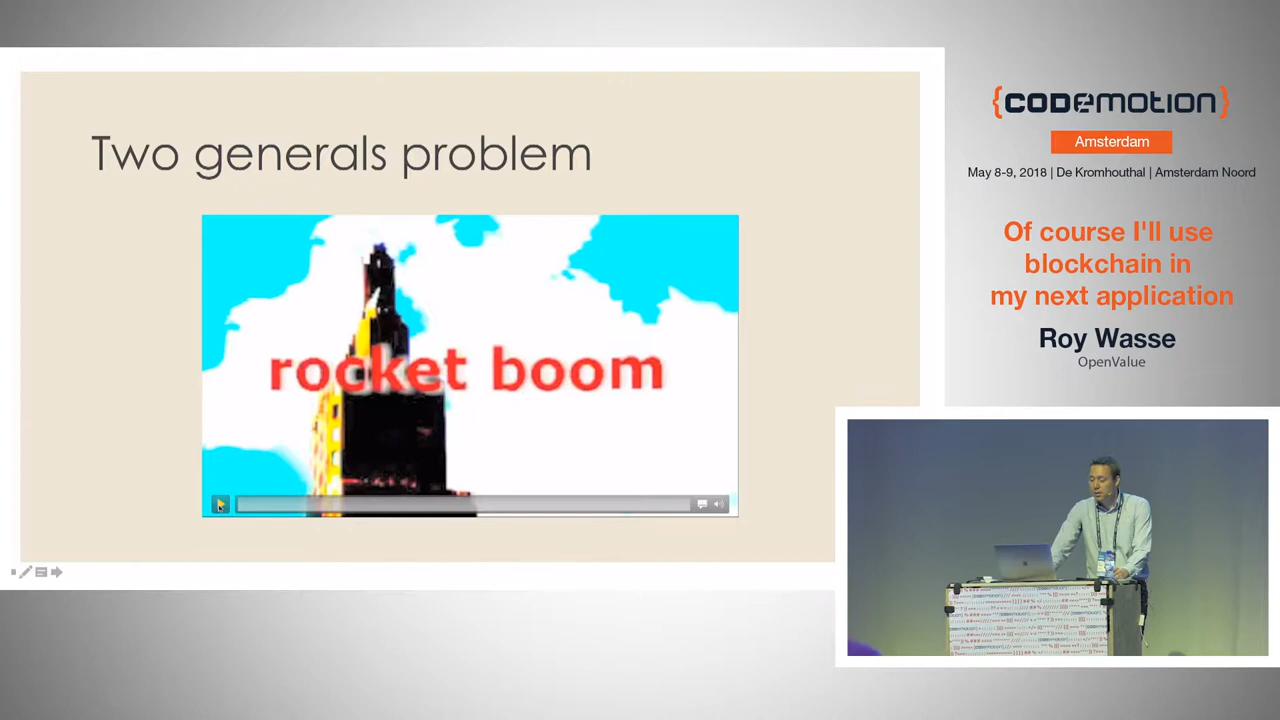 Two generals problem
rocket boom
{CODEMOTION}
Amsterdam
May 8-9, 2018 | De Kromhouthal | Amsterdam Noord
Of course I'll use
blockchain in
my next application
Roy Wasse
OpenValue